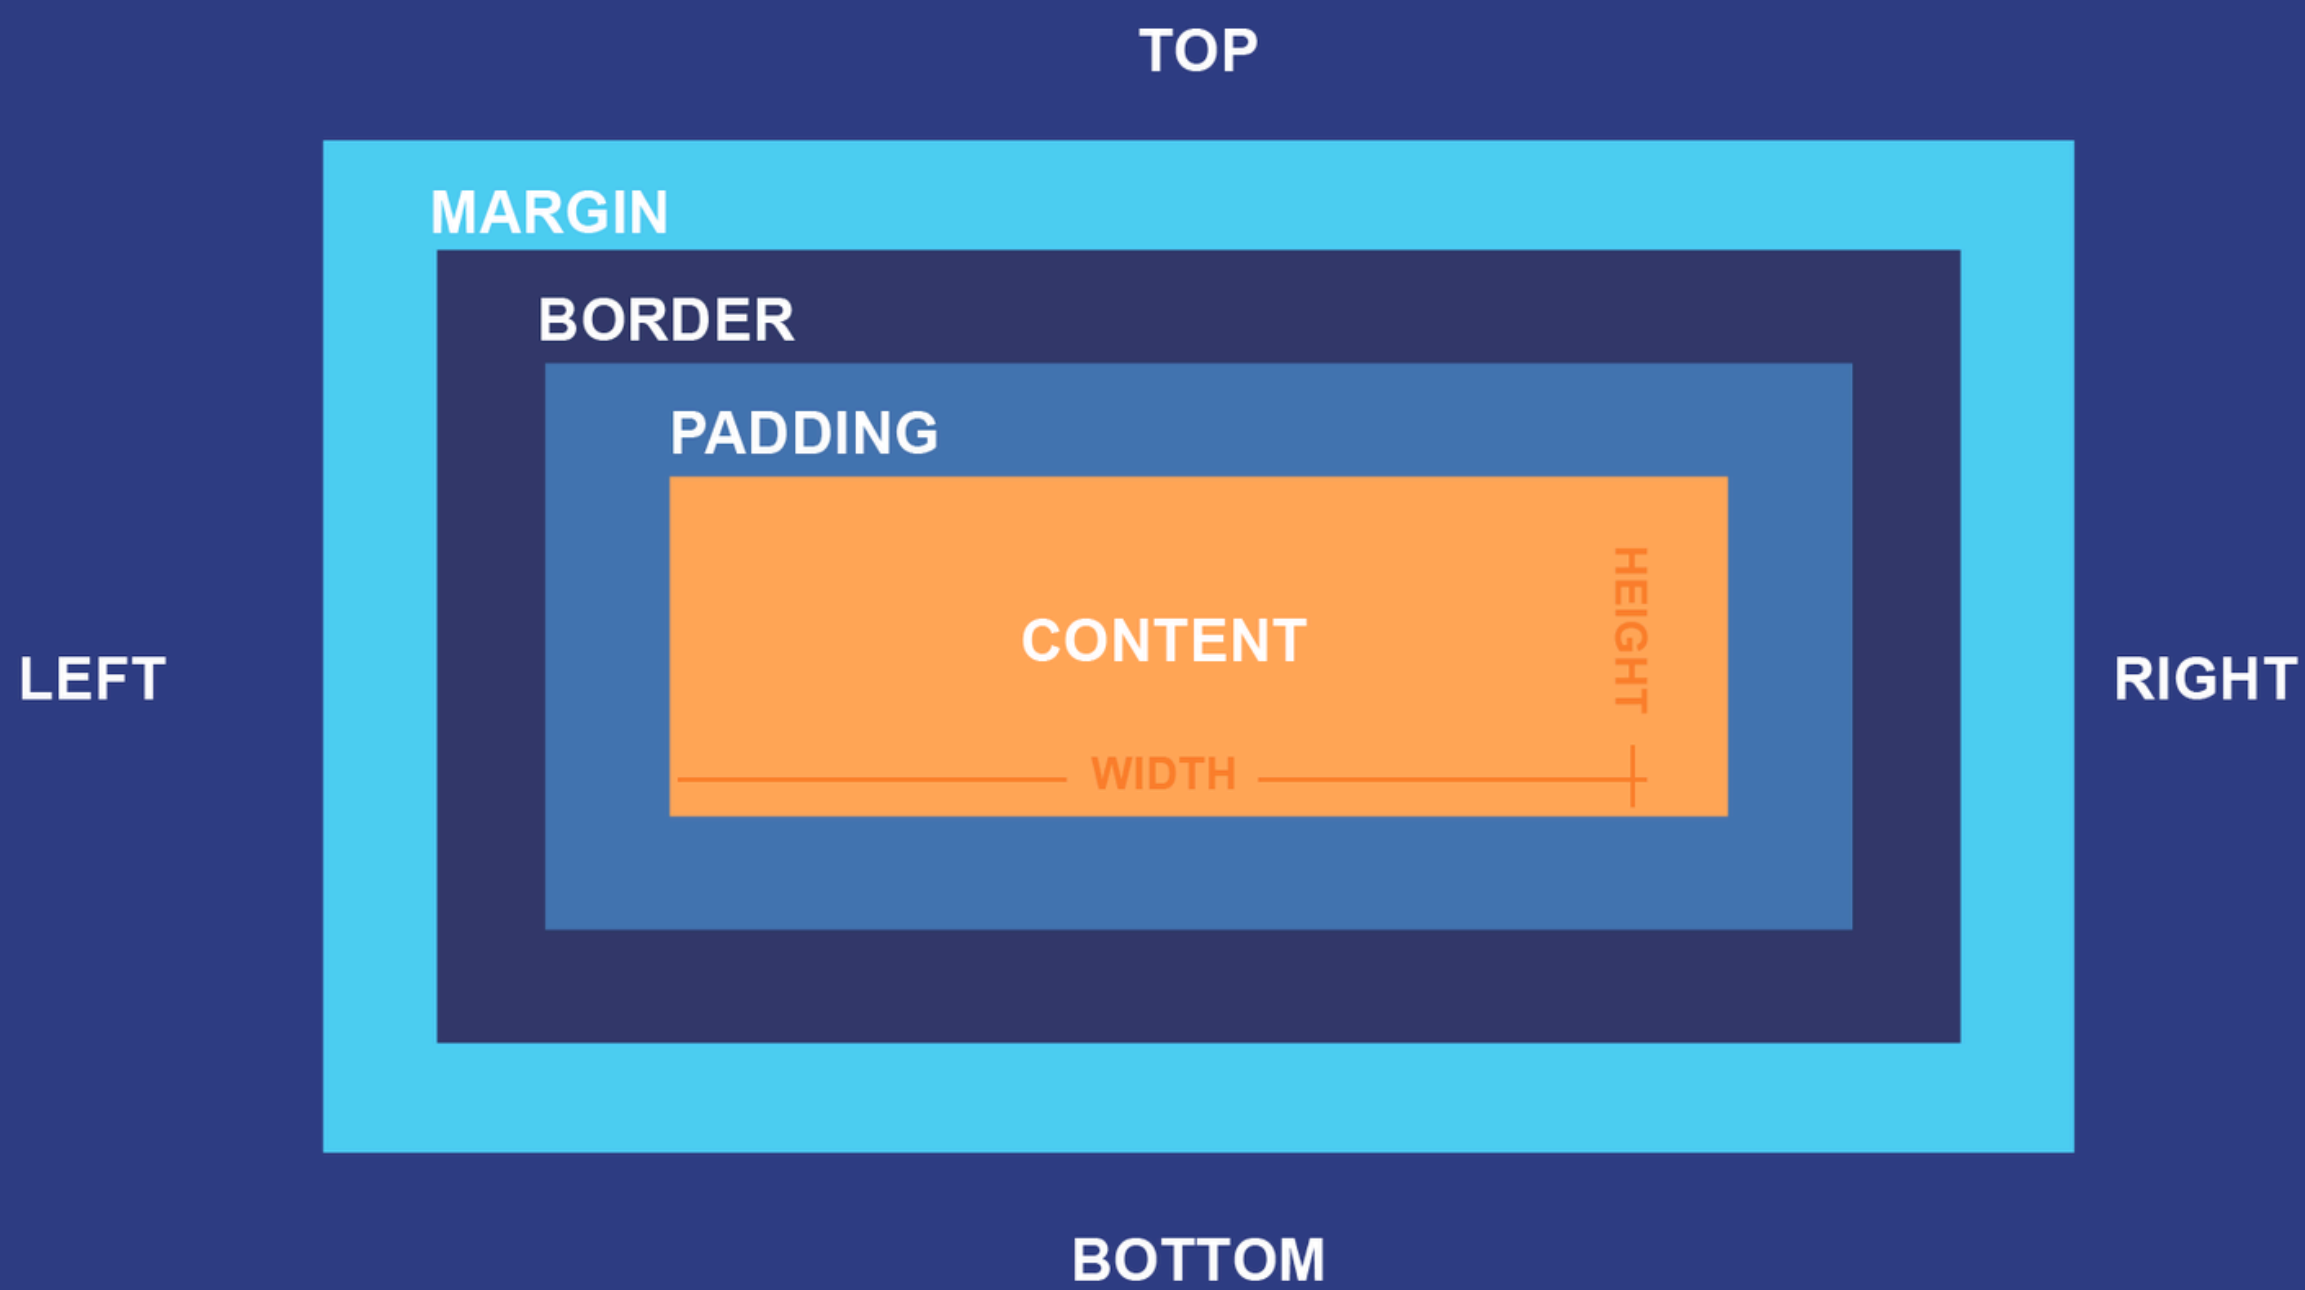 TOP
MARGIN
BORDER
PADDING
HEIGHT
CONTENT
LEFT
RIGHT
WIDTH
BOTTOM